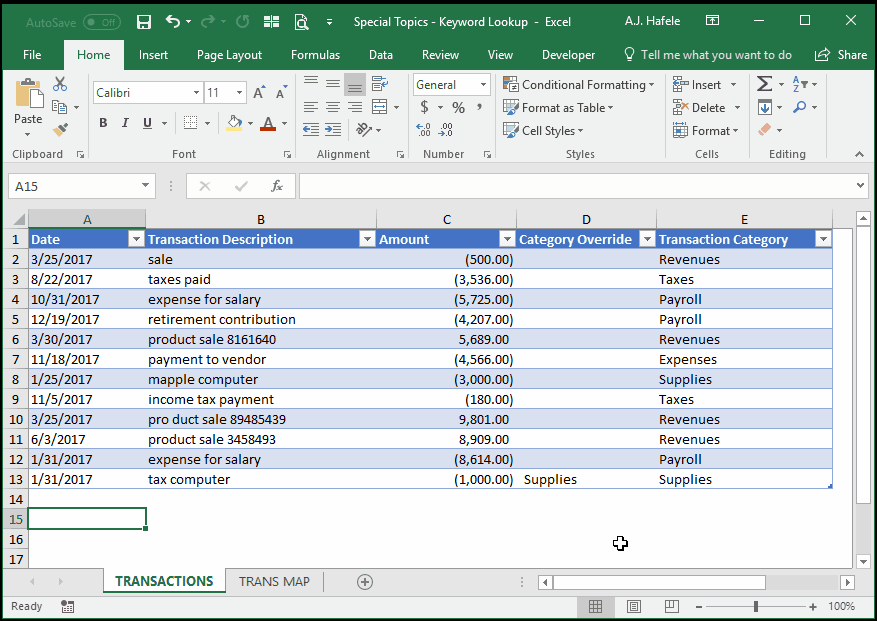 AutoSave Off Special Topics - Keyword Lookup - Excel A.J. Hafele
File Home Insert Page Layout Formulas Data Review View Developer Tell me what you want to do Share
Paste Calibri 11 A A General Conditional Formatting Insert
B I U A $ % , Format as Table Delete
Cell Styles Format
Clipboard Font Alignment Number Styles Cells Editing
A15 fx
A B C D E
1 Date Transaction Description Amount Category Override Transaction Category
2 3/25/2017 sale (500.00) Revenues
3 8/22/2017 taxes paid (3,536.00) Taxes
4 10/31/2017 expense for salary (5,725.00) Payroll
5 12/19/2017 retirement contribution (4,207.00) Payroll
6 3/30/2017 product sale 8161640 5,689.00 Revenues
7 11/18/2017 payment to vendor (4,566.00) Expenses
8 1/25/2017 mapple computer (3,000.00) Supplies
9 11/5/2017 income tax payment (180.00) Taxes
10 3/25/2017 pro duct sale 89485439 9,801.00 Revenues
11 6/3/2017 product sale 3458493 8,909.00 Revenues
12 1/31/2017 expense for salary (8,614.00) Payroll
13 1/31/2017 tax computer (1,000.00) Supplies Supplies
14
15
16
17
TRANSACTIONS TRANS MAP
Ready 100%